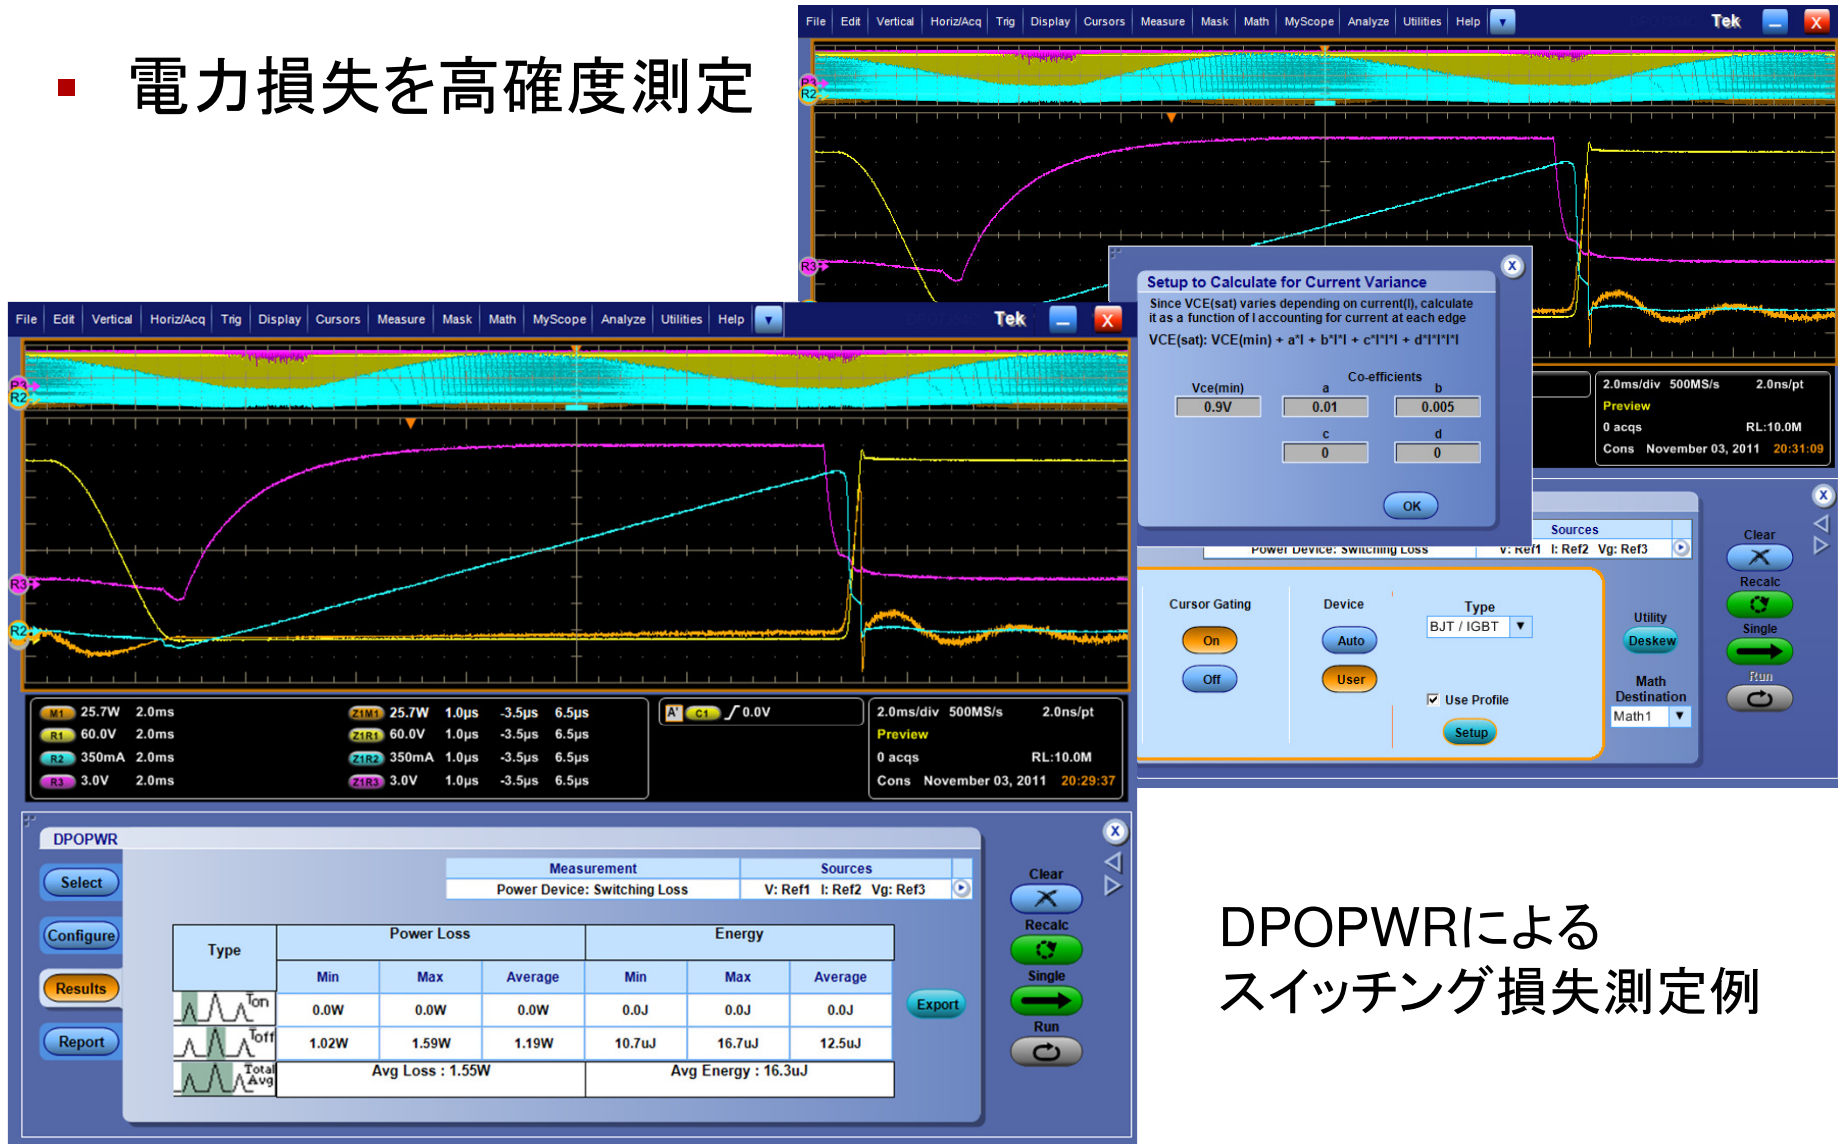 ▪ 電力損失を高確度測定
File Edit Vertical Horiz/Acq Trig Display Cursors Measure Mask Math MyScope Analyze Utilities Help Tek X
R3
R2
R3
Setup to Calculate for Current Variance X
Since VCE(sat) varies depending on current(I), calculate
it as a function of I accounting for current at each edge
VCE(sat): VCE(min) + a*I + b*I*I + c*I*I*I + d*I*I*I*I
Co-efficients
Vce(min) a b
0.9V 0.01 0.005
c d
0 0
OK
2.0ms/div 500MS/s 2.0ns/pt
Preview
0 acqs RL:10.0M
Cons November 03, 2011 20:31:09
X
Sources
Power Device: Switching Loss V: Ref1 I: Ref2 Vg: Ref3
Cursor Gating Device Type
On Auto BJT / IGBT
Off User
Use Profile
Setup
Utility
Deskew
Math
Destination
Math1
Clear
Recalc
Single
Run
File Edit Vertical Horiz/Acq Trig Display Cursors Measure Mask Math MyScope Analyze Utilities Help Tek X
R3
R2
R3
R2
M1 25.7W 2.0ms Z1M1 25.7W 1.0µs -3.5µs 6.5µs
R1 60.0V 2.0ms Z1R1 60.0V 1.0µs -3.5µs 6.5µs
R2 350mA 2.0ms Z1R2 350mA 1.0µs -3.5µs 6.5µs
R3 3.0V 2.0ms Z1R3 3.0V 1.0µs -3.5µs 6.5µs
A' C1 0.0V
2.0ms/div 500MS/s 2.0ns/pt
Preview
0 acqs RL:10.0M
Cons November 03, 2011 20:29:37
DPOPWR X
Select
Configure
Results
Report
Measurement Sources
Power Device: Switching Loss V: Ref1 I: Ref2 Vg: Ref3
Type Power Loss Energy
Min Max Average Min Max Average
Ton 0.0W 0.0W 0.0W 0.0J 0.0J 0.0J
Toff 1.02W 1.59W 1.19W 10.7uJ 16.7uJ 12.5uJ
Total Avg Avg Loss : 1.55W Avg Energy : 16.3uJ
Export
Clear
Recalc
Single
Run
DPOPWRによる
スイッチング損失測定例